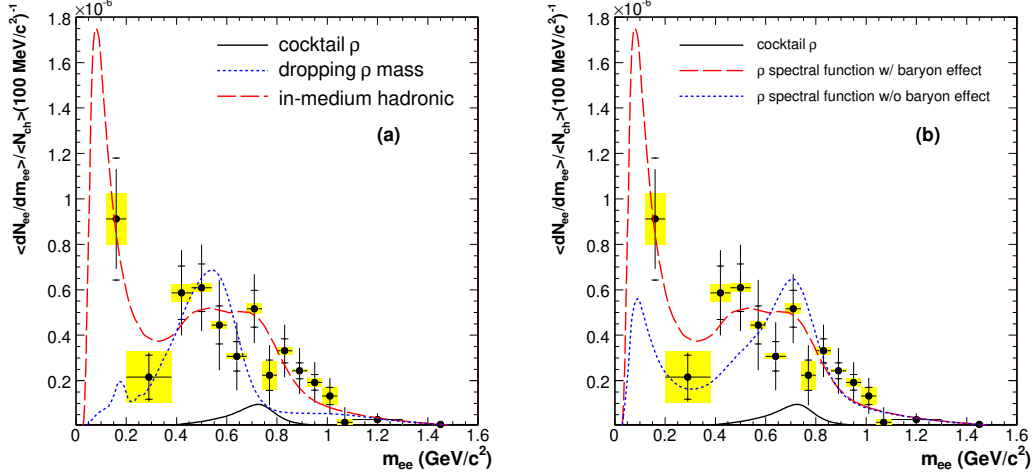 ×10⁻⁶
<dN_ee/dm_ee>/<N_ch>(100 MeV/c²)⁻¹
1.8
1.6
1.4
1.2
1
0.8
0.6
0.4
0.2
cocktail ρ
dropping ρ mass
in-medium hadronic
(a)
0 0.2 0.4 0.6 0.8 1 1.2 1.4 1.6
m_ee (GeV/c²)
×10⁻⁶
<dN_ee/dm_ee>/<N_ch>(100 MeV/c²)⁻¹
1.8
1.6
1.4
1.2
1
0.8
0.6
0.4
0.2
cocktail ρ
ρ spectral function w/ baryon effect
ρ spectral function w/o baryon effect
(b)
0 0.2 0.4 0.6 0.8 1 1.2 1.4 1.6
m_ee (GeV/c²)